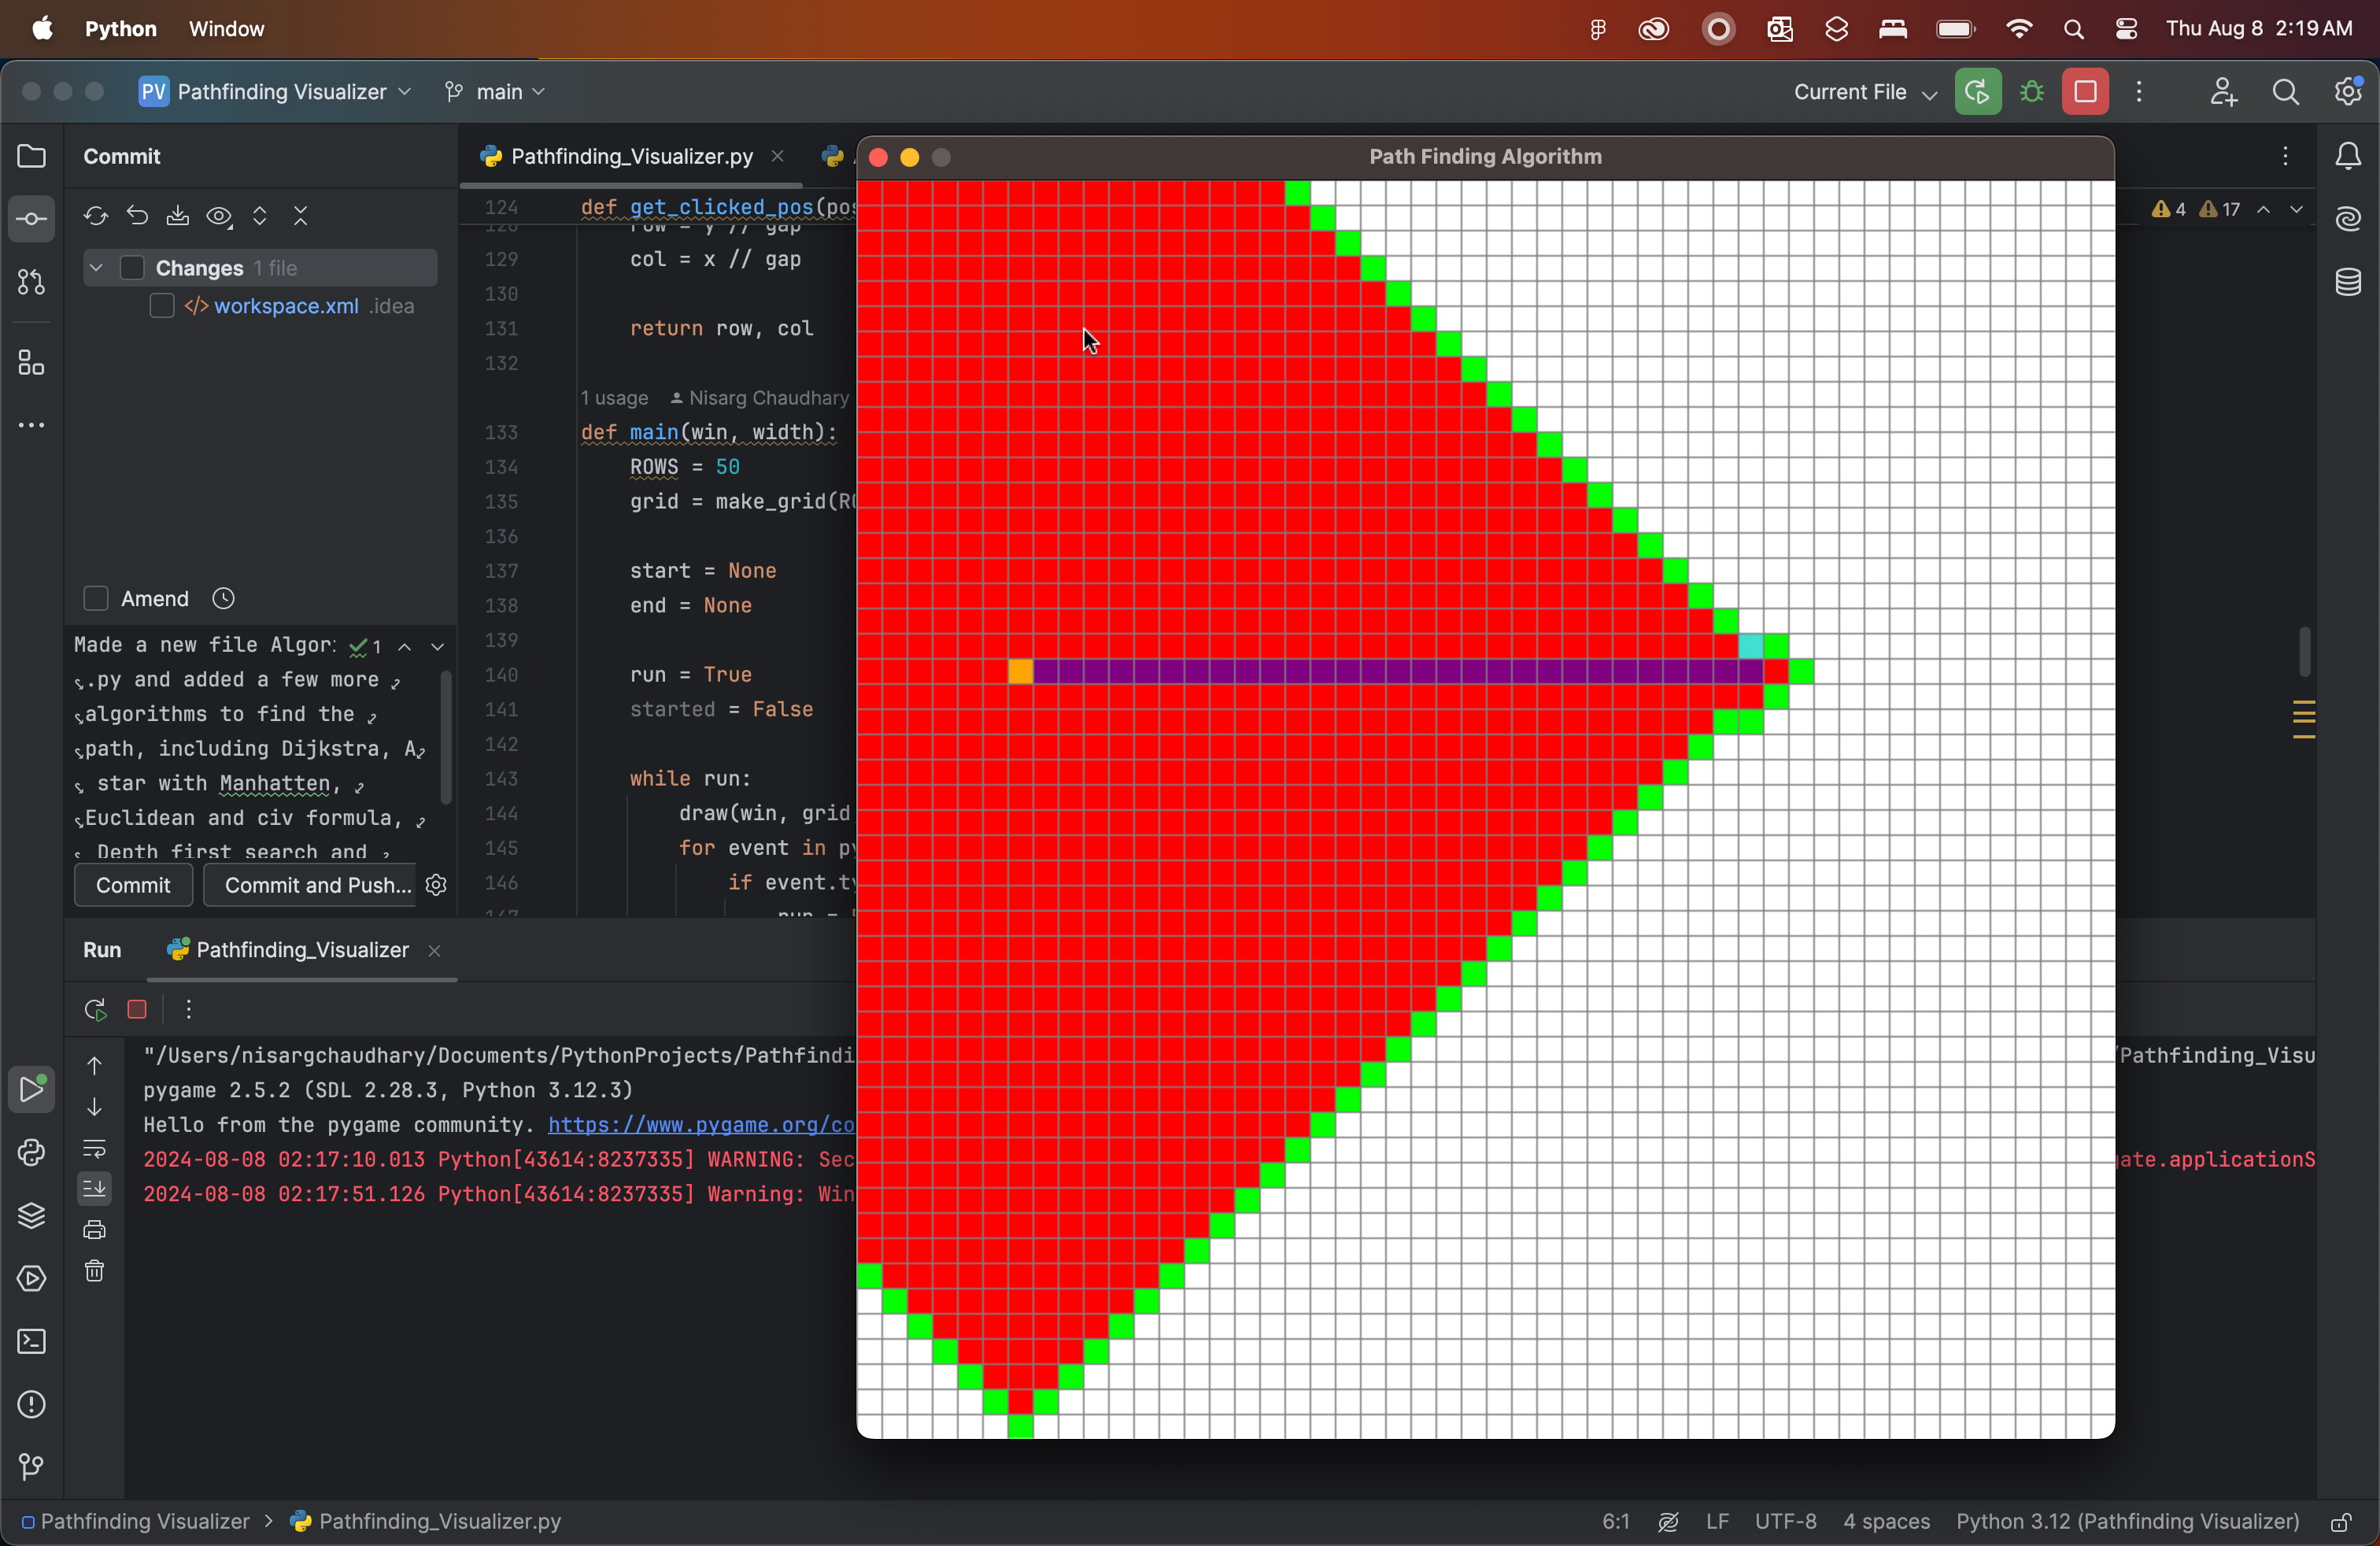 Python Window Thu Aug 8 2:19 AM
PV Pathfinding Visualizer main Current File
Commit
Pathfinding_Visualizer.py
Path Finding Algorithm
Changes 1 file
workspace.xml .idea
Amend
Made a new file Algor: 1
.py and added a few more
algorithms to find the
path, including Dijkstra, A
star with Manhatten,
Euclidean and civ formula,
Depth first search and
Commit Commit and Push...
124 def get_clicked_pos(pos
128 row = y // gap
129 col = x // gap
130
131 return row, col
132
1 usage Nisarg Chaudhary
133 def main(win, width):
134 ROWS = 50
135 grid = make_grid(RO
136
137 start = None
138 end = None
139
140 run = True
141 started = False
142
143 while run:
144 draw(win, grid
145 for event in py
146 if event.ty
147 run =
4 17
Run Pathfinding_Visualizer
"/Users/nisargchaudhary/Documents/PythonProjects/Pathfindi /Pathfinding_Visu
pygame 2.5.2 (SDL 2.28.3, Python 3.12.3)
Hello from the pygame community. https://www.pygame.org/co
2024-08-08 02:17:10.013 Python[43614:8237335] WARNING: Sec gate.applicationS
2024-08-08 02:17:51.126 Python[43614:8237335] Warning: Win
Pathfinding Visualizer > Pathfinding_Visualizer.py
6:1 LF UTF-8 4 spaces Python 3.12 (Pathfinding Visualizer)